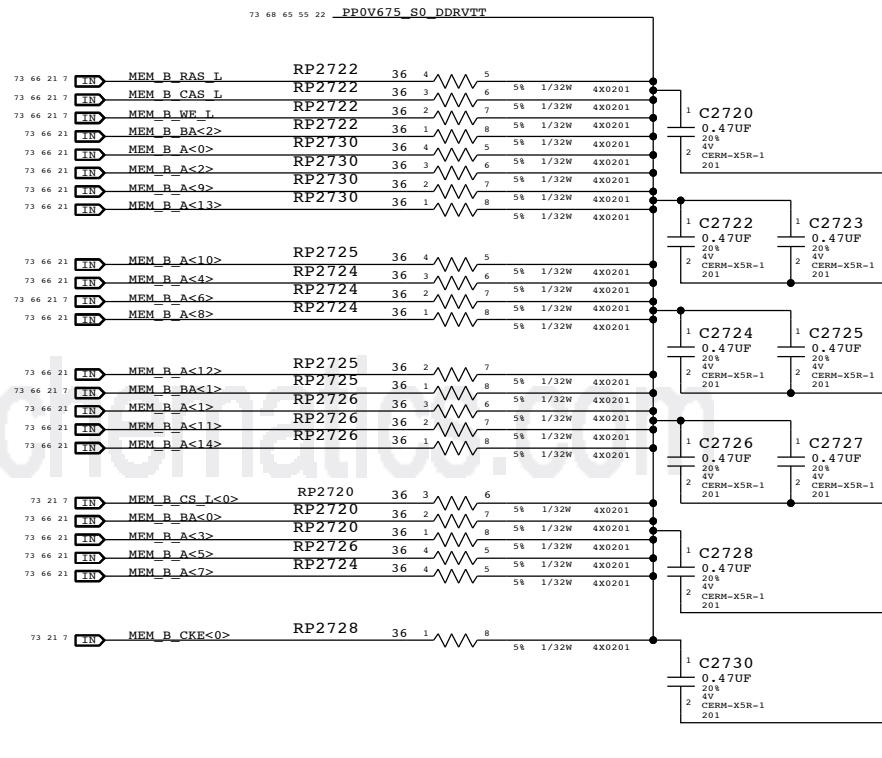 73 68 65 55 22 PP0V675_S0_DDRVTT
73 66 21 7 IN MEM_B_RAS_L RP2722 36 4 5 5% 1/32W 4X0201
73 66 21 7 IN MEM_B_CAS_L RP2722 36 3 6 5% 1/32W 4X0201
73 66 21 7 IN MEM_B_WE_L RP2722 36 2 7 5% 1/32W 4X0201
73 66 21 IN MEM_B_BA<2> RP2722 36 1 8 5% 1/32W 4X0201
73 66 21 IN MEM_B_A<0> RP2730 36 4 5 5% 1/32W 4X0201
73 66 21 IN MEM_B_A<2> RP2730 36 3 6 5% 1/32W 4X0201
73 66 21 IN MEM_B_A<9> RP2730 36 2 7 5% 1/32W 4X0201
73 66 21 IN MEM_B_A<13> RP2730 36 1 8 5% 1/32W 4X0201
1 C2720
0.47UF
20%
4V
2 CERM-X5R-1
201
73 66 21 IN MEM_B_A<10> RP2725 36 4 5 5% 1/32W 4X0201
73 66 21 IN MEM_B_A<4> RP2724 36 3 6 5% 1/32W 4X0201
73 66 21 7 IN MEM_B_A<6> RP2724 36 2 7 5% 1/32W 4X0201
73 66 21 IN MEM_B_A<8> RP2724 36 1 8 5% 1/32W 4X0201
1 C2722 1 C2723
0.47UF 0.47UF
20% 20%
4V 4V
2 CERM-X5R-1 2 CERM-X5R-1
201 201
73 66 21 IN MEM_B_A<12> RP2725 36 2 7 5% 1/32W 4X0201
73 66 21 7 IN MEM_B_BA<1> RP2725 36 1 8 5% 1/32W 4X0201
73 66 21 IN MEM_B_A<1> RP2726 36 3 6 5% 1/32W 4X0201
73 66 21 IN MEM_B_A<11> RP2726 36 2 7 5% 1/32W 4X0201
73 66 21 IN MEM_B_A<14> RP2726 36 1 8 5% 1/32W 4X0201
1 C2724 1 C2725
0.47UF 0.47UF
20% 20%
4V 4V
2 CERM-X5R-1 2 CERM-X5R-1
201 201
chematics.com
1 C2726 1 C2727
0.47UF 0.47UF
20% 20%
4V 4V
2 CERM-X5R-1 2 CERM-X5R-1
201 201
73 21 7 IN MEM_B_CS_L<0> RP2720 36 3 6 5% 1/32W 4X0201
73 66 21 IN MEM_B_BA<0> RP2720 36 2 7 5% 1/32W 4X0201
73 66 21 IN MEM_B_A<3> RP2720 36 1 8 5% 1/32W 4X0201
73 66 21 IN MEM_B_A<5> RP2726 36 4 5 5% 1/32W 4X0201
73 66 21 IN MEM_B_A<7> RP2724 36 4 5 5% 1/32W 4X0201
1 C2728
0.47UF
20%
4V
2 CERM-X5R-1
201
73 21 7 IN MEM_B_CKE<0> RP2728 36 1 8 5% 1/32W 4X0201
1 C2730
0.47UF
20%
4V
2 CERM-X5R-1
201